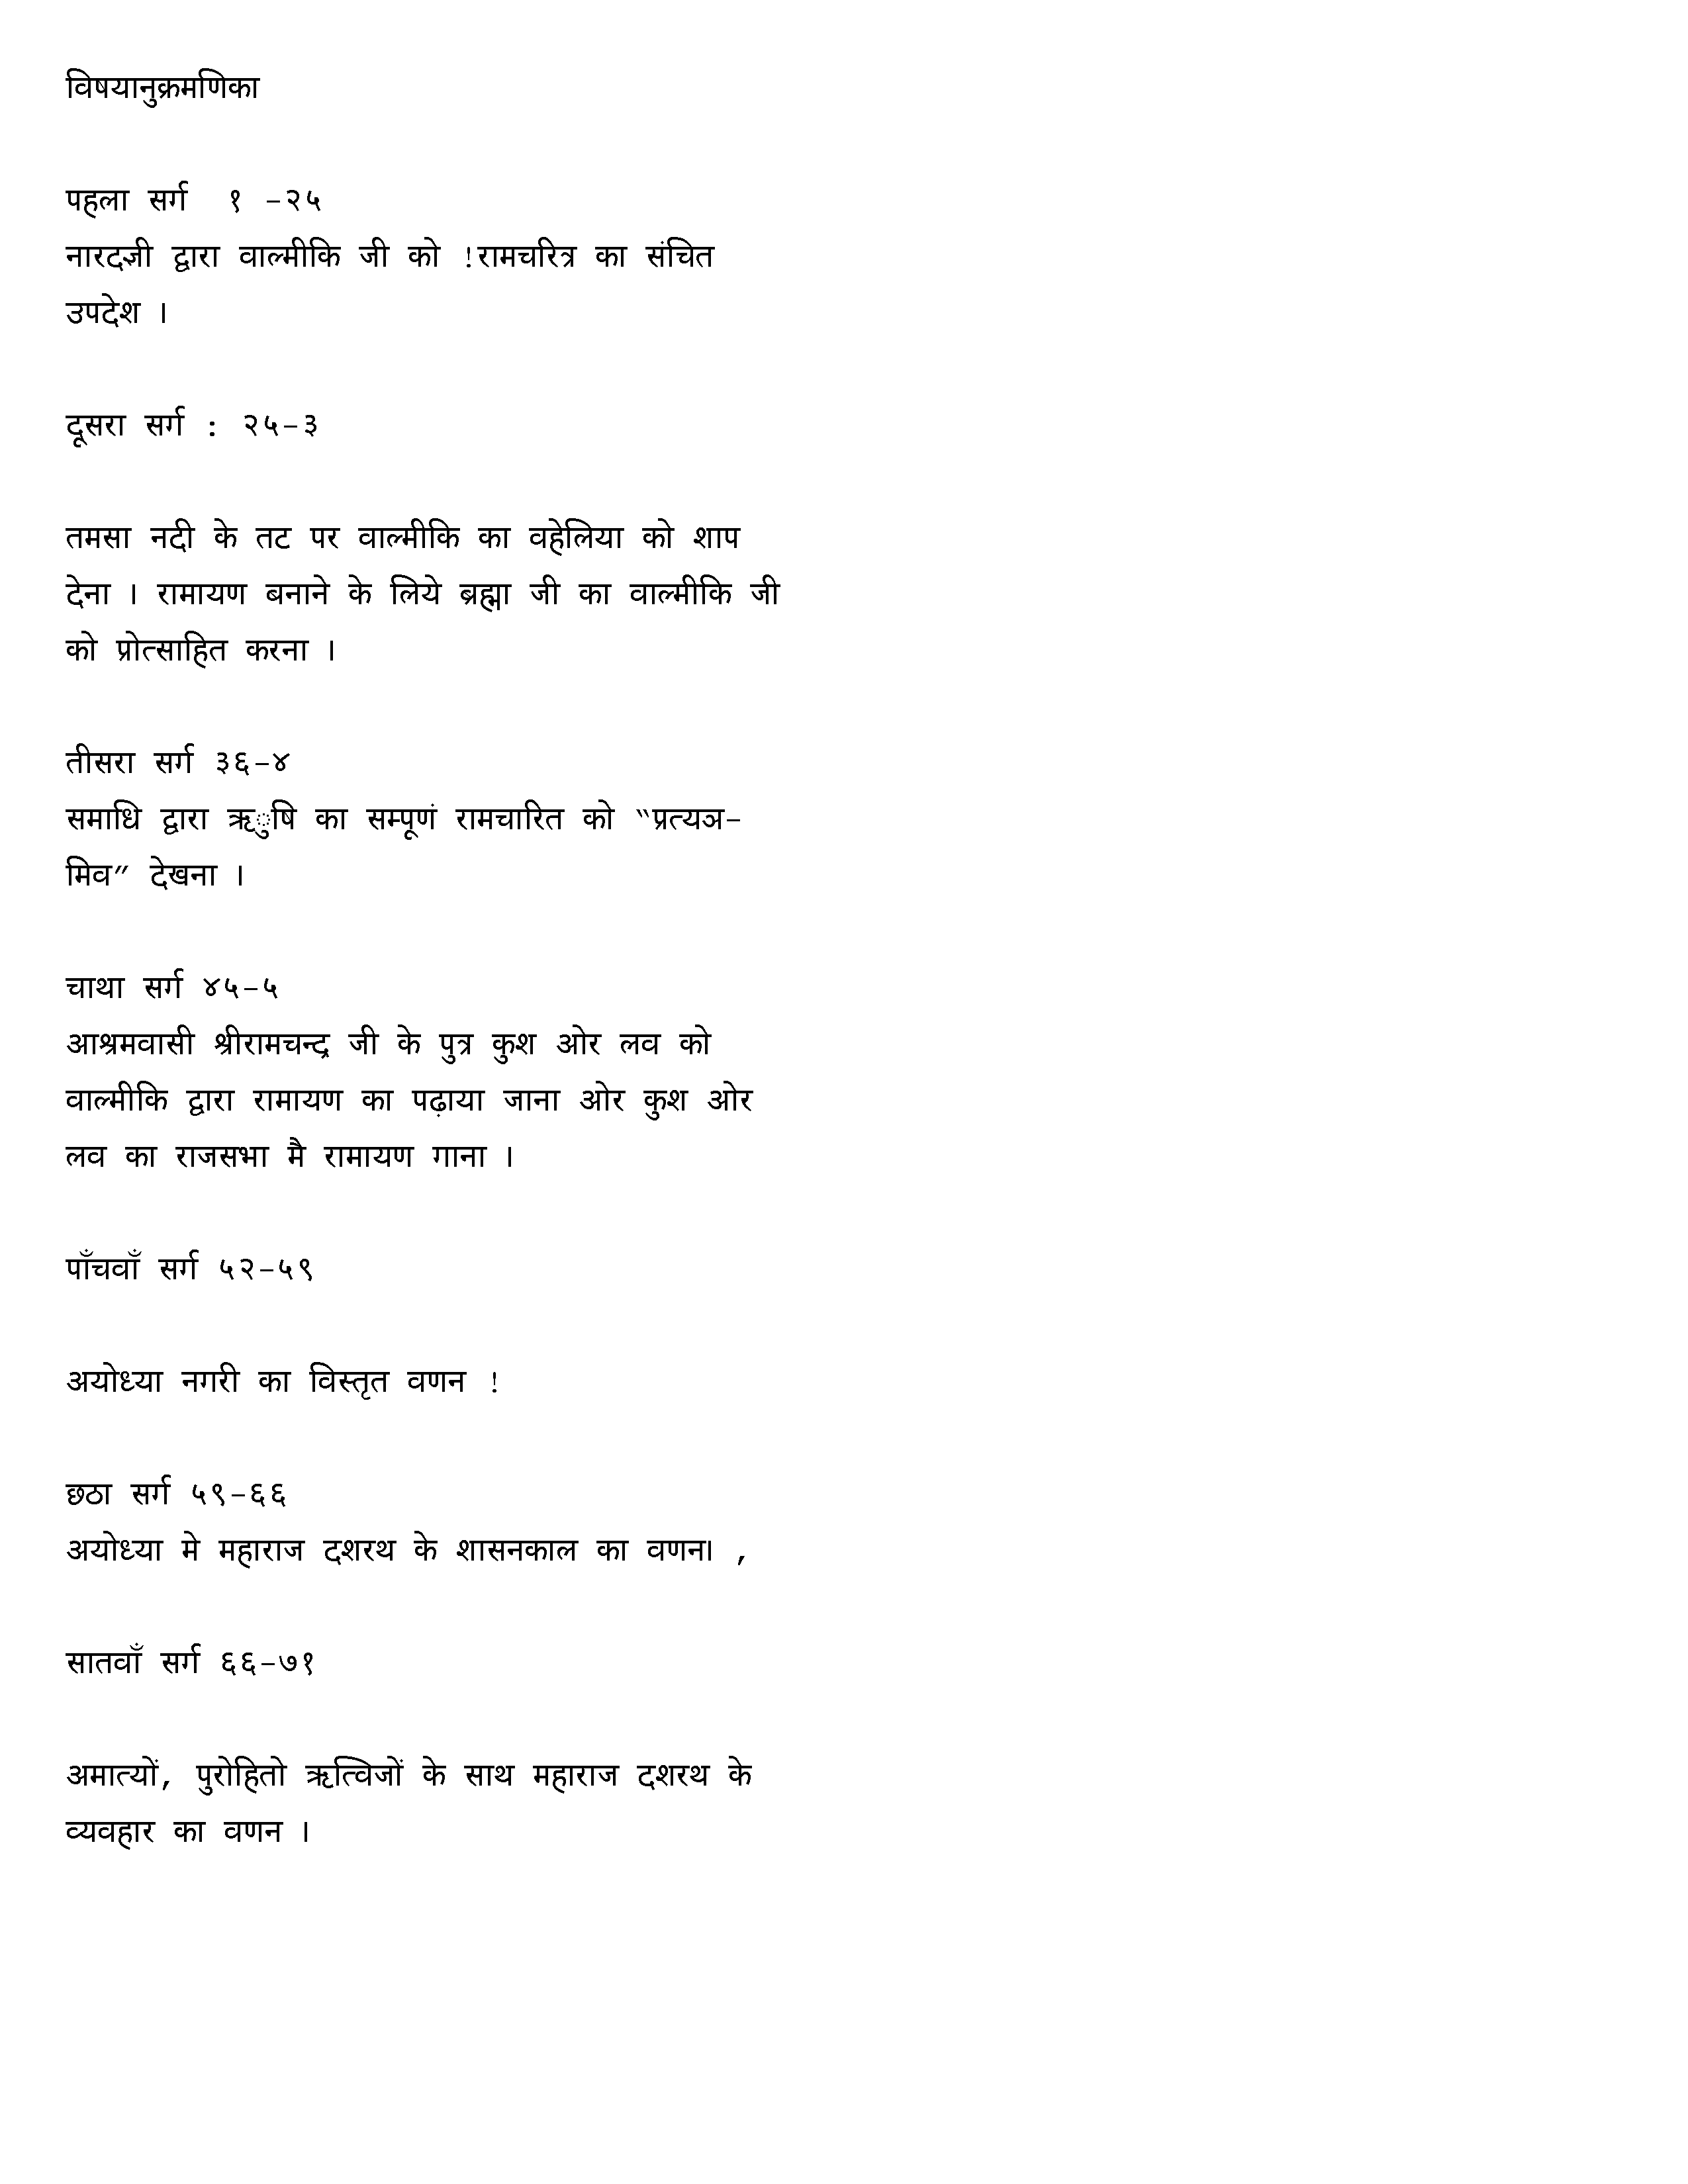 विषयानुक्रमणिका
पहला सर्ग १ -२५
नारदज्ञी द्वारा वाल्मीकि जी को !रामचरित्र का संचित
उपदेश ।
दूसरा सर्ग : २५-३
तमसा नदी के तट पर वाल्मीकि का वहेलिया को शाप
देना । रामायण बनाने के लिये ब्रह्मा जी का वाल्मीकि जी
को प्रोत्साहित करना ।
तीसरा सर्ग ३६-४
समाधि द्वारा ऋुषि का सम्पूणं रामचारित को “प्रत्यञ-
मिव” देखना ।
चाथा सर्ग ४५-५
आश्रमवासी श्रीरामचन्द्र जी के पुत्र कुश ओर लव को
वाल्मीकि द्वारा रामायण का पढ़ाया जाना ओर कुश ओर
लव का राजसभा मै रामायण गाना ।
पाँचवाँ सर्ग ५२-५९
अयोध्या नगरी का विस्तृत वणन !
छठा सर्ग ५९-६६
अयोध्या मे महाराज दशरथ के शासनकाल का वणन। ,
सातवाँ सर्ग ६६-७१
अमात्यों, पुरोहितो ऋत्विजों के साथ महाराज दशरथ के
व्यवहार का वणन ।